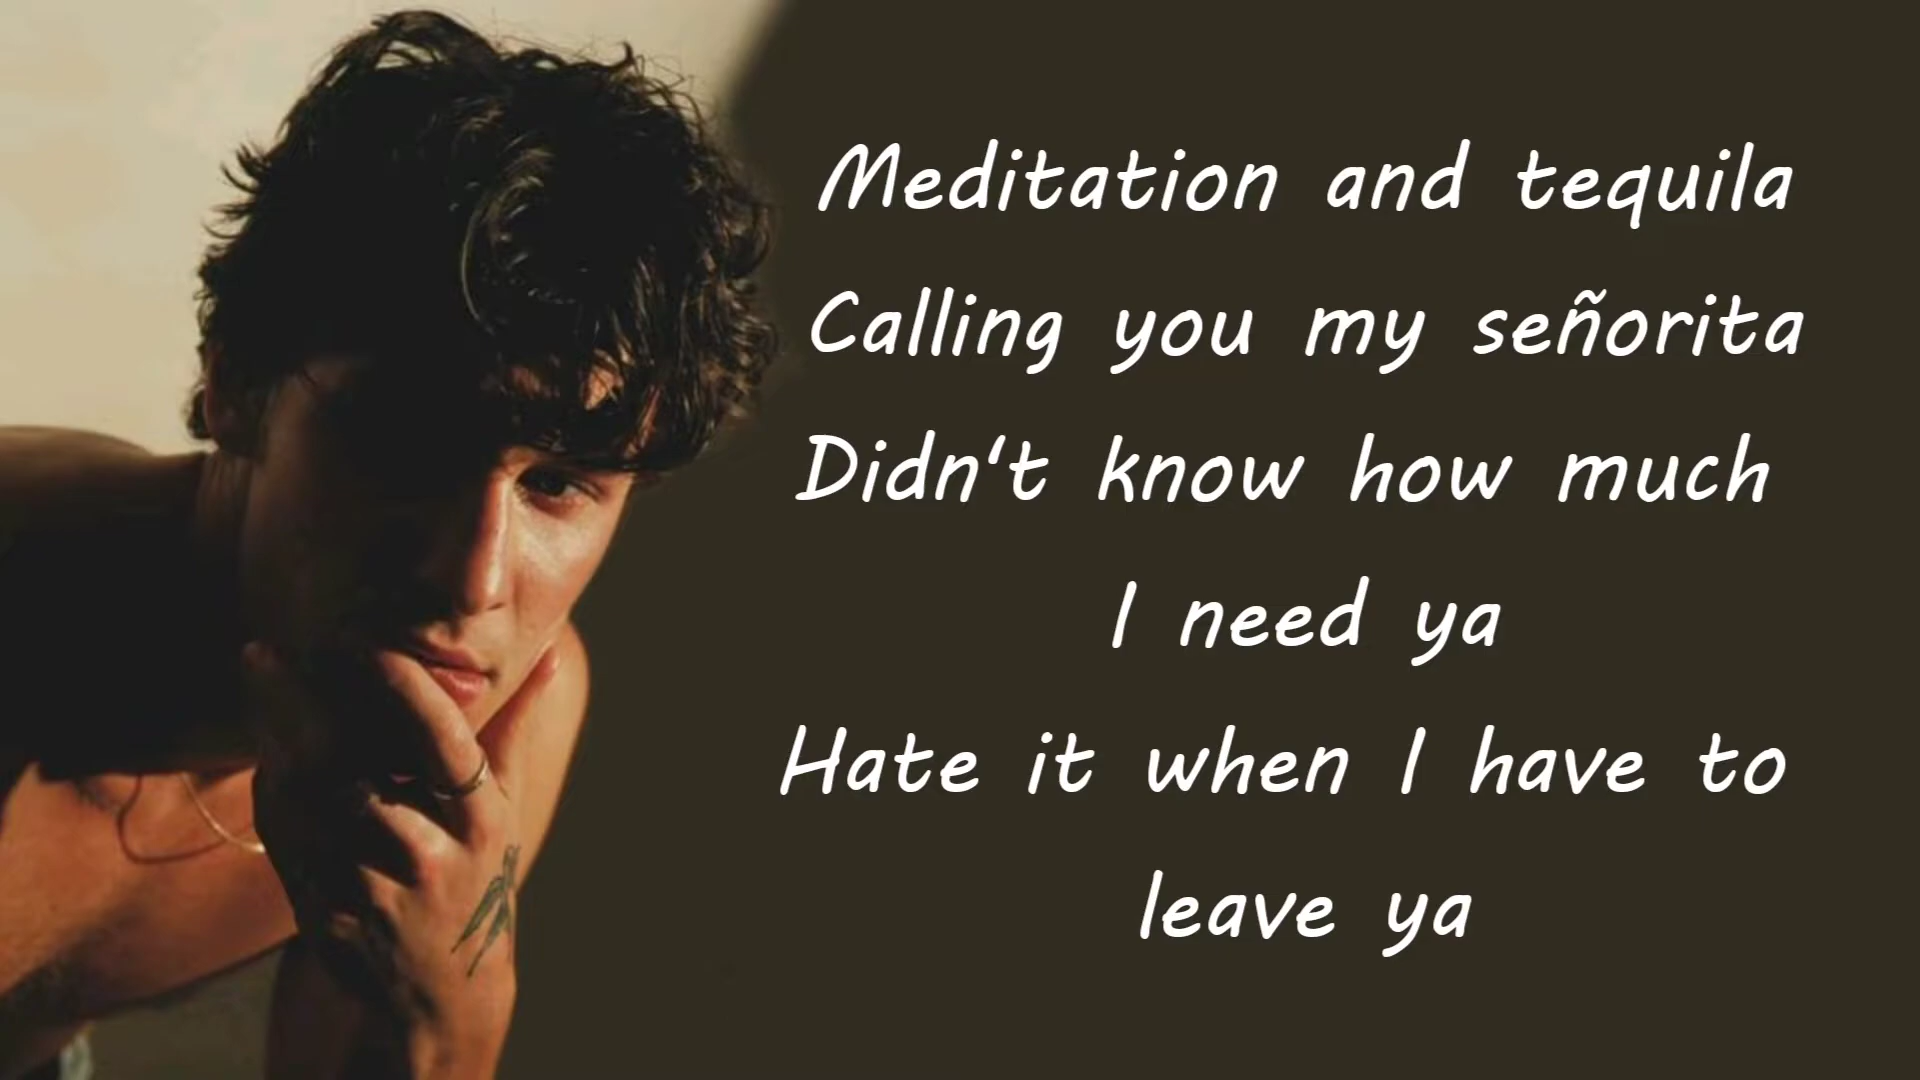 Meditation and tequila
Calling you my señorita
Didn't know how much
I need ya
Hate it when I have to
leave ya